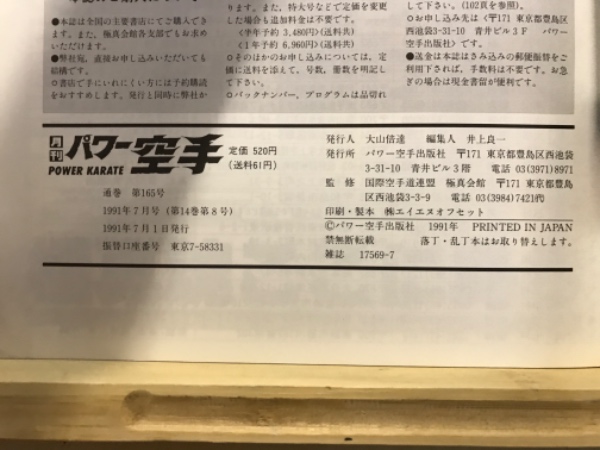 ●本誌は全国の主要書店にてご購入でき
ます。また、極真会館各支部でもお求め
いただけます。
●弊社宛、直接お申し込みいただいても
結構です。
○書店で手にいれにくい方には予約購読
をおすすめします。発行と同時に弊社か
ります。また、特大号などで定価を変更
した場合も追加料金は不要です。
〈半年予約 3,480円〉(送料共)
〈1年予約 6,960円〉(送料共)
○そのほかのお申し込みについては、定
価に送料を添えて、号数、冊数を明記し
て下さい。
○バックナンバー、プログラムは品切れ
して下さい。(102頁を参照)。
○お申し込み先は〈〒171 東京都豊島区
西池袋3-31-10 青井ビル3F パワー
空手出版社〉です。
●送金は本誌はさみ込みの郵便振替をご
利用下されば、手数料は不要です。お急
ぎの場合は現金書留が便利です。
月刊 パワー空手
POWER KARATE
定価 520円
(送料61円)
通巻 第165号
1991年7月号 (第14巻第8号)
1991年7月1日発行
振替口座番号 東京7-58331
発行人 大山倍達 編集人 井上良一
発行所 パワー空手出版社 〒171 東京都豊島区西池袋
3-31-10 青井ビル3階 電話 03(3971)8971
監修 国際空手道連盟 極真会館 〒171 東京都豊島
区西池袋3-3-9 電話 03(3984)7421代
印刷・製本 ㈱エイエヌオフセット
Ⓒパワー空手出版社 1991年 PRINTED IN JAPAN
禁無断転載 落丁・乱丁本はお取り替えします。
雑誌 17569-7